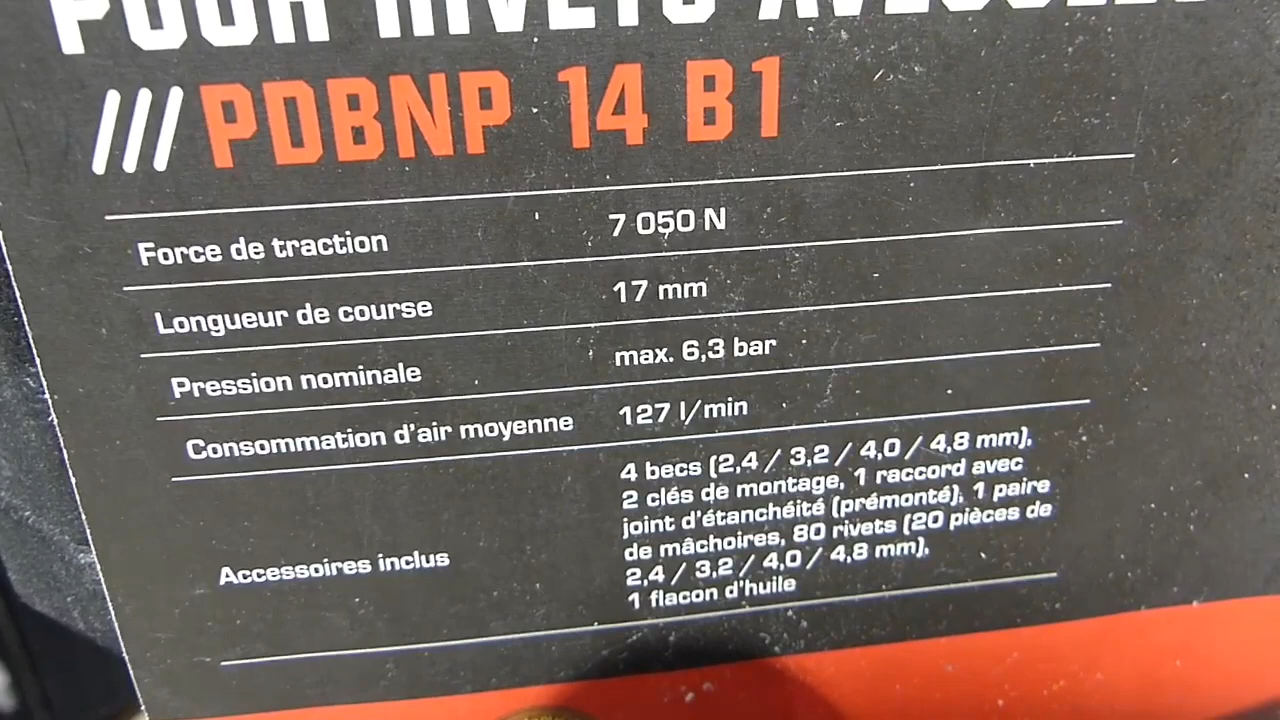 POUR RIVETS AVEUGLES
/// PDBNP 14 B1
Force de traction 7 050 N
Longueur de course 17 mm
Pression nominale max. 6,3 bar
Consommation d'air moyenne 127 l/min
Accessoires inclus
4 becs (2,4 / 3,2 / 4,0 / 4,8 mm),
2 clés de montage, 1 raccord avec
joint d'étanchéité (prémonté), 1 paire
de mâchoires, 80 rivets (20 pièces de
2,4 / 3,2 / 4,0 / 4,8 mm),
1 flacon d'huile